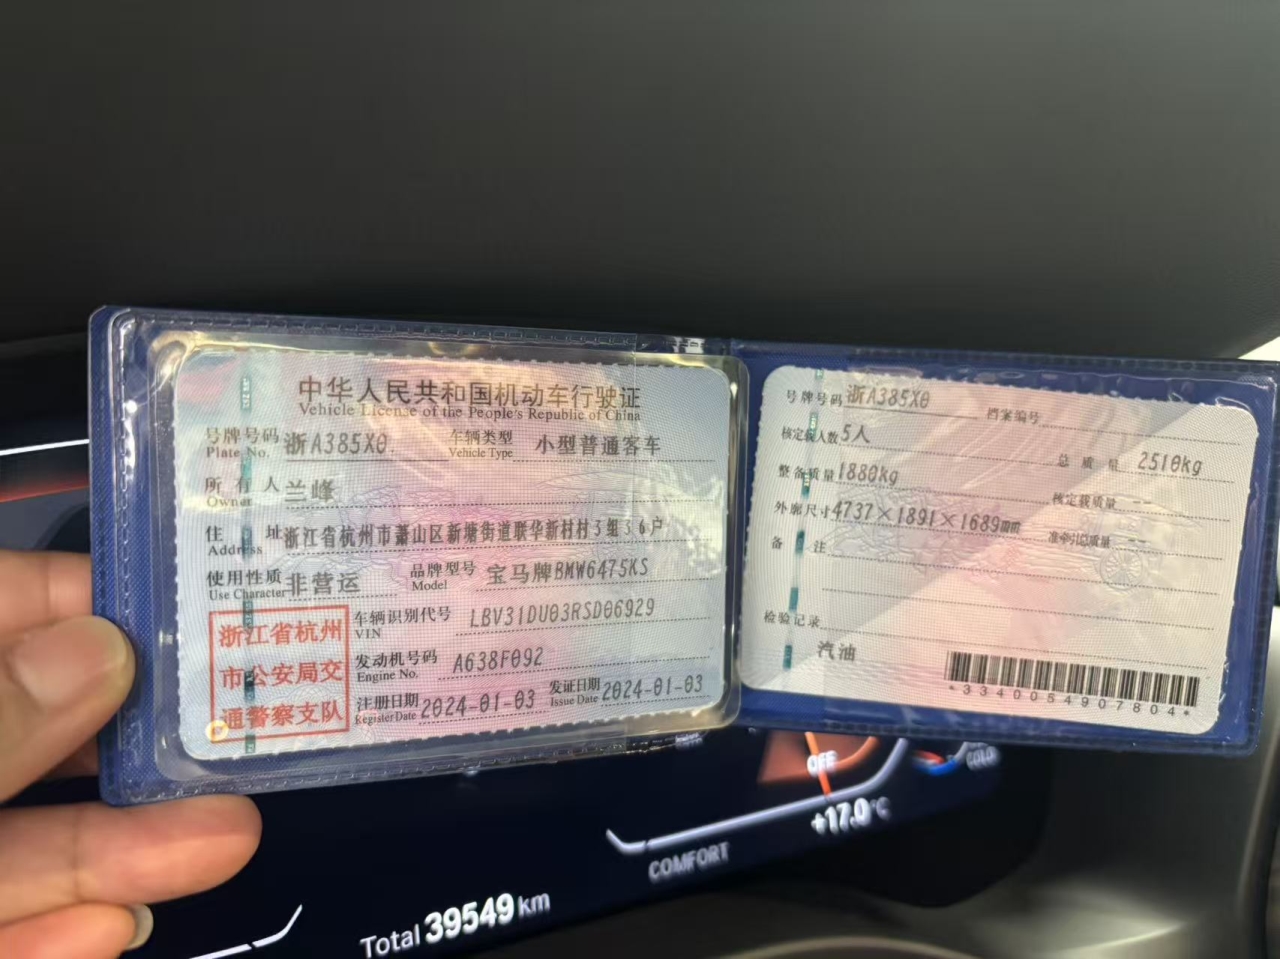 中华人民共和国机动车行驶证
Vehicle License of the People's Republic of China
号牌号码 浙A385X0 车辆类型 小型普通客车
Plate No. Vehicle Type
所有人 兰峰
Owner
住址 浙江省杭州市萧山区新塘街道联华新村村3组36户
Address
使用性质 非营运 品牌型号 宝马牌BMW6475KS
Use Character Model
浙江省杭州
市公安局交
通警察支队
车辆识别代号 LBV31DU03RSD06929
VIN
发动机号码 A638F092
Engine No.
注册日期 2024-01-03 发证日期 2024-01-03
Register Date Issue Date
号牌号码 浙A385X0 档案编号
核定载人数 5人 总质量 2510kg
整备质量 1880kg 核定载质量 --
外廓尺寸 4737×1891×1689mm 准牵引总质量 --
备注
检验记录
汽油
*3340054907804*
OFF
COLD
+17.0°C
COMFORT
Total 39549 km